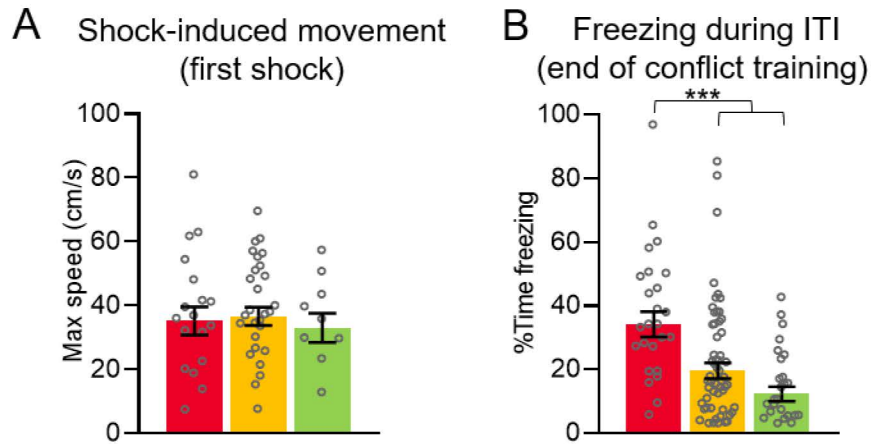 A
Shock-induced movement
(first shock)
Max speed (cm/s)
100
80
60
40
20
0
B
Freezing during ITI
(end of conflict training)
***
%Time freezing
100
80
60
40
20
0